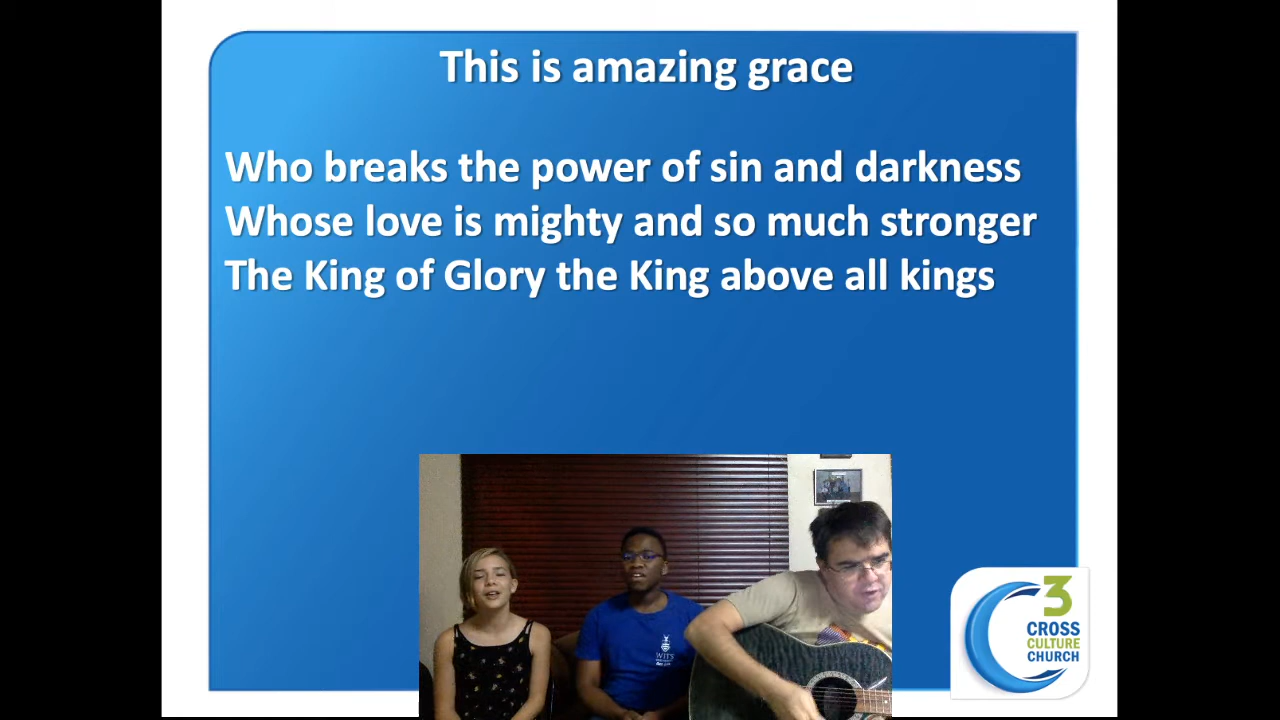 This is amazing grace
Who breaks the power of sin and darkness
Whose love is mighty and so much stronger
The King of Glory the King above all kings
WITS
3
CROSS
CULTURE
CHURCH